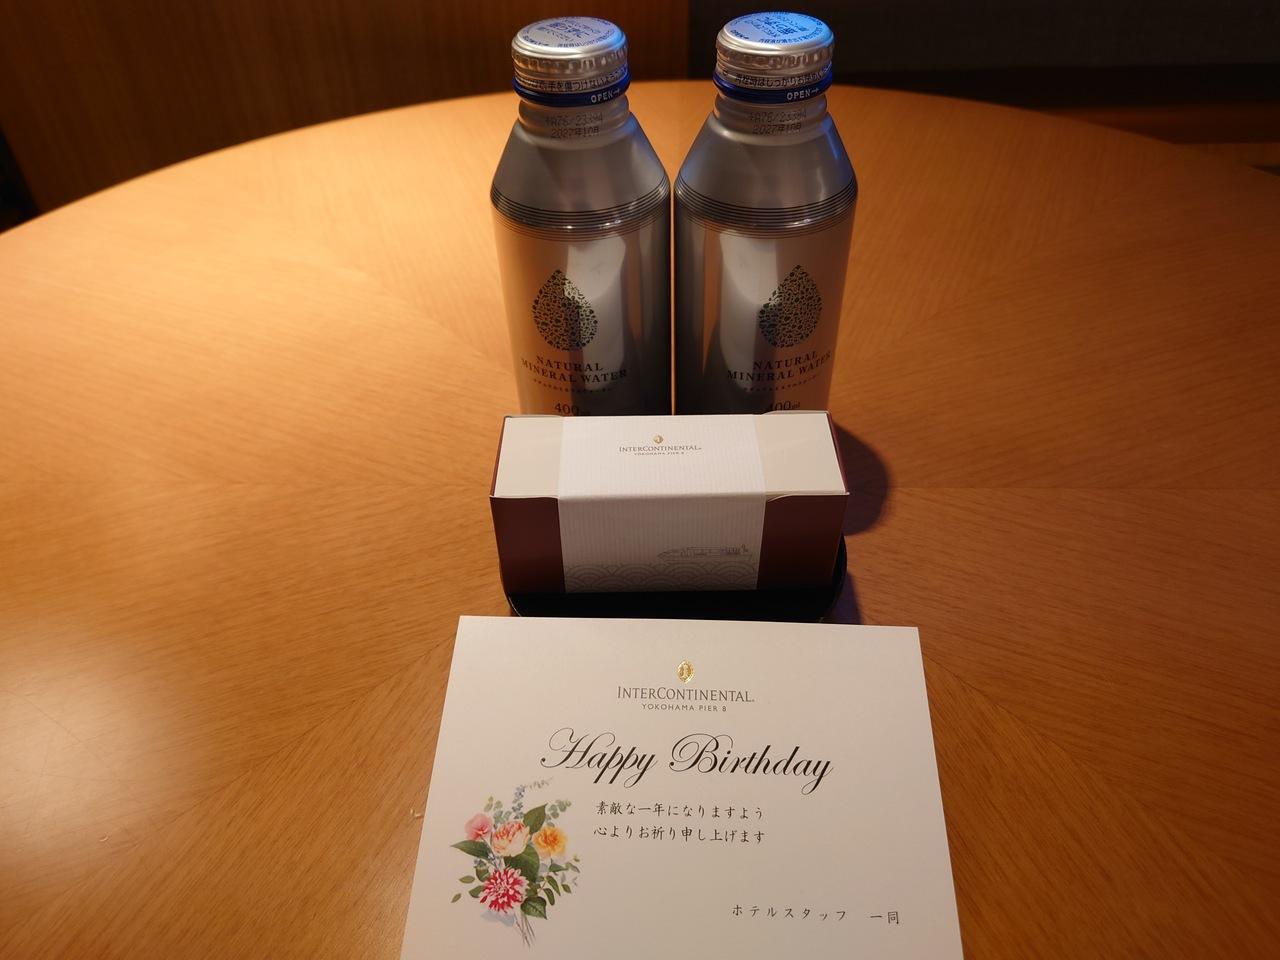 OPEN→
2027年10月
NATURAL
MINERAL WATER
400ml
OPEN→
2027年10月
NATURAL
MINERAL WATER
400ml
INTERCONTINENTAL
YOKOHAMA PIER 8
INTERCONTINENTAL
YOKOHAMA PIER 8
Happy Birthday
素敵な一年になりますよう
心よりお祈り申し上げます
ホテルスタッフ 一同